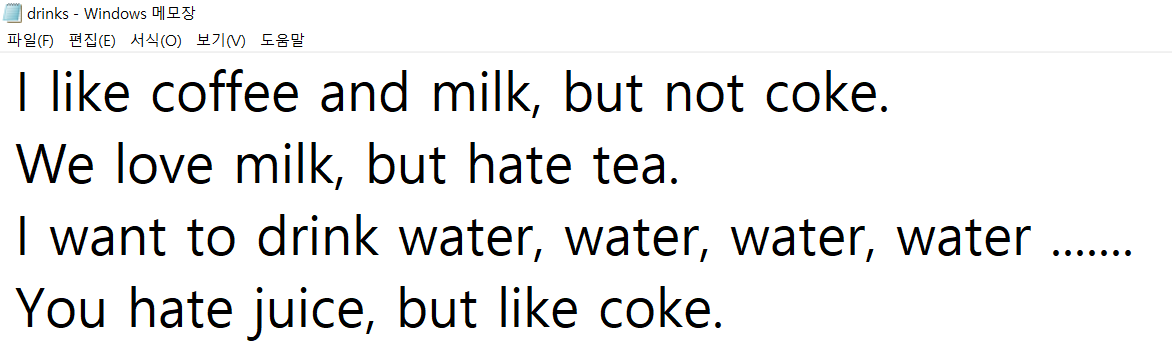 drinks - Windows 메모장
파일(F) 편집(E) 서식(O) 보기(V) 도움말
I like coffee and milk, but not coke.
We love milk, but hate tea.
I want to drink water, water, water, water .......
You hate juice, but like coke.